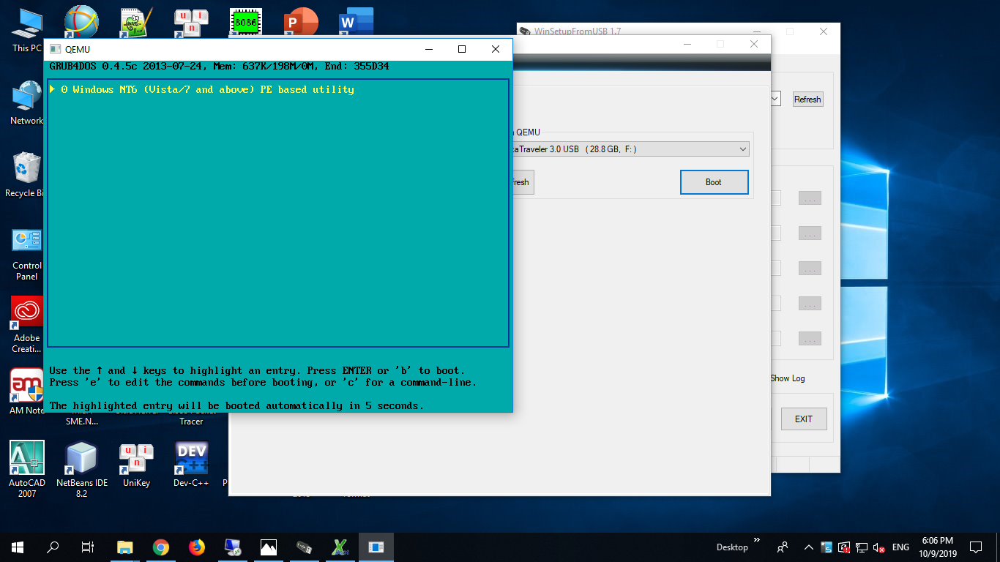 This PC
Network
Recycle Bi
Control
Panel
Adobe
Creati...
AM Note
SME.N...
Tracer
AutoCAD
2007
NetBeans IDE
8.2
UniKey
Dev-C++
8086
DEV
C++
QEMU
GRUB4DOS 0.4.5c 2013-07-24, Mem: 637K/198M/0M, End: 355D34
0 Windows NT6 (Vista/7 and above) PE based utility
Use the ↑ and ↓ keys to highlight an entry. Press ENTER or 'b' to boot.
Press 'e' to edit the commands before booting, or 'c' for a command-line.
The highlighted entry will be booted automatically in 5 seconds.
WinSetupFromUSB 1.7
Refresh
QEMU
taTraveler 3.0 USB ( 28.8 GB, F: )
fresh
Boot
. . .
. . .
. . .
. . .
. . .
Show Log
EXIT
Desktop
ENG
6:06 PM
10/9/2019